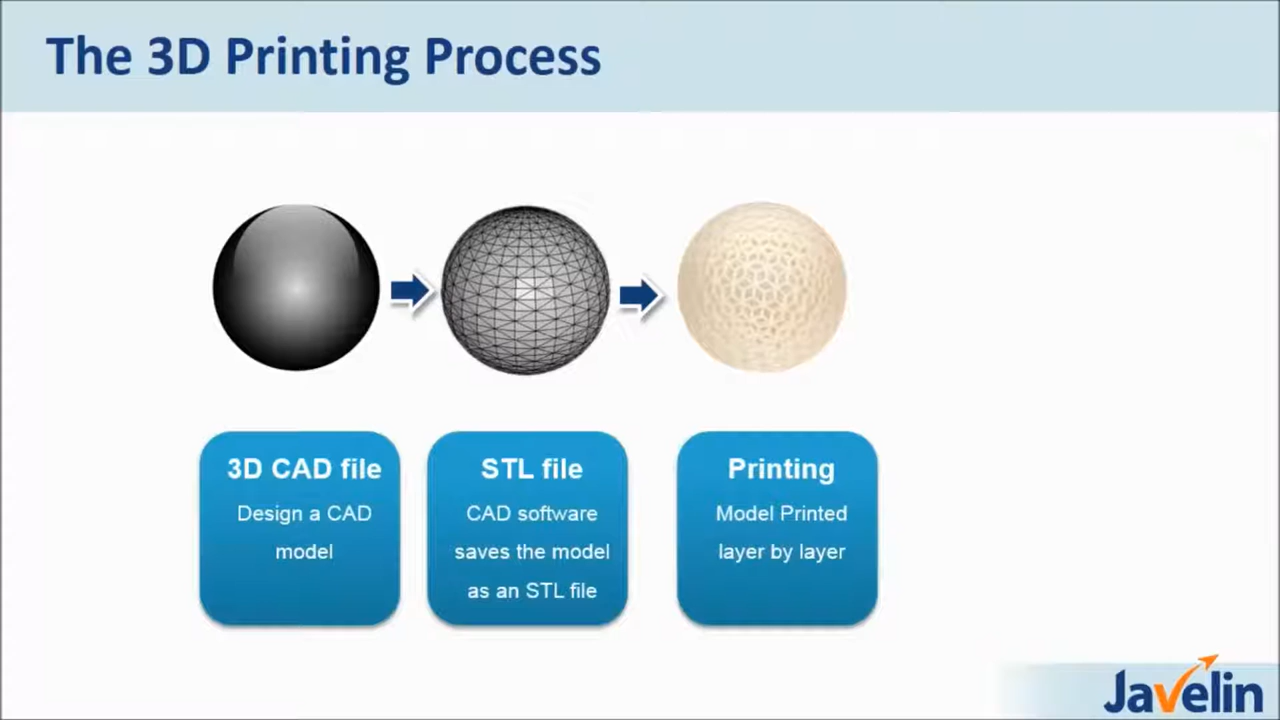 The 3D Printing Process
3D CAD file
Design a CAD
model
STL file
CAD software
saves the model
as an STL file
Printing
Model Printed
layer by layer
Javelin